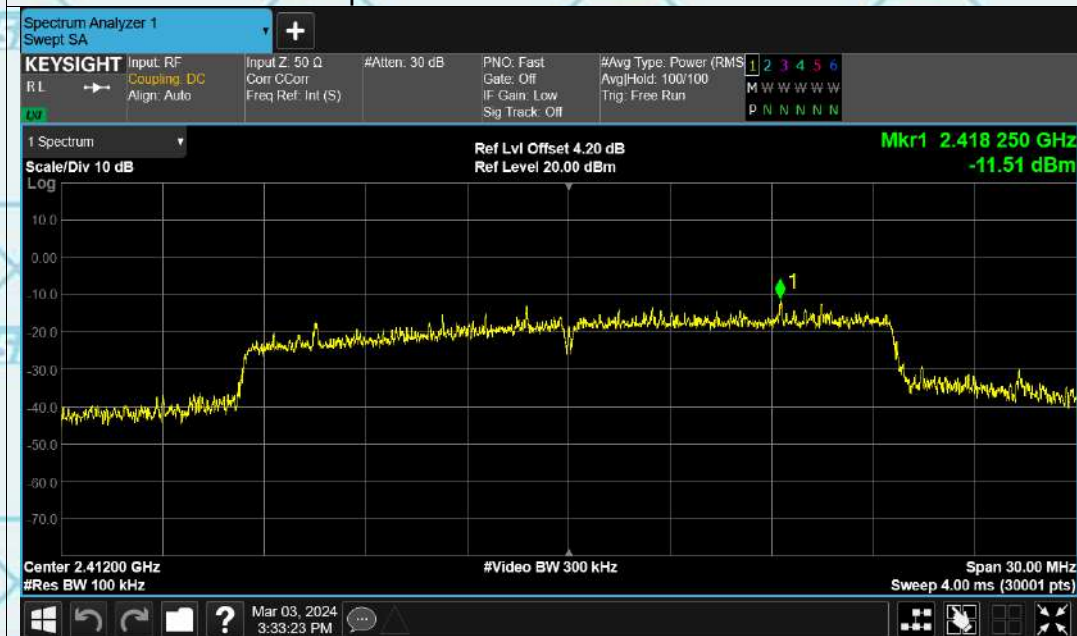 Spectrum Analyzer 1
Swept SA
+
KEYSIGHT
RL
LXI
Input: RF
Coupling: DC
Align: Auto
Input Z: 50 Ω
Corr CCorr
Freq Ref: Int (S)
#Atten: 30 dB
PNO: Fast
Gate: Off
IF Gain: Low
Sig Track: Off
#Avg Type: Power (RMS
Avg|Hold: 100/100
Trig: Free Run
1 2 3 4 5 6
M W W W W W
P N N N N N
1 Spectrum
Scale/Div 10 dB
Ref Lvl Offset 4.20 dB
Ref Level 20.00 dBm
Mkr1 2.418 250 GHz
-11.51 dBm
Log
10.0
0.00
-10.0
-20.0
-30.0
-40.0
-50.0
-60.0
-70.0
1
Center 2.41200 GHz
#Res BW 100 kHz
#Video BW 300 kHz
Span 30.00 MHz
Sweep 4.00 ms (30001 pts)
?
Mar 03, 2024
3:33:23 PM